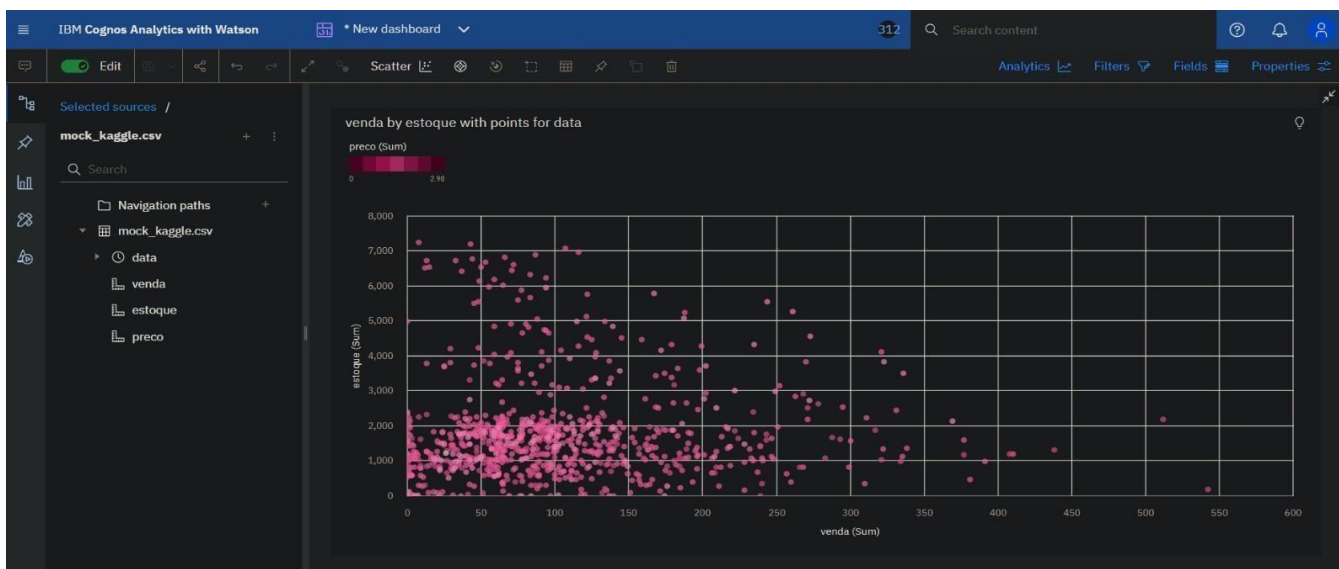 IBM Cognos Analytics with Watson
* New dashboard
312
Search content
Edit
Scatter
Analytics
Filters
Fields
Properties
Selected sources /
mock_kaggle.csv
Search
Navigation paths
mock_kaggle.csv
data
venda
estoque
preco
venda by estoque with points for data
preco (Sum)
0 2.98
8,000
7,000
6,000
5,000
4,000
3,000
2,000
1,000
0
estoque (Sum)
0 50 100 150 200 250 300 350 400 450 500 550 600
venda (Sum)